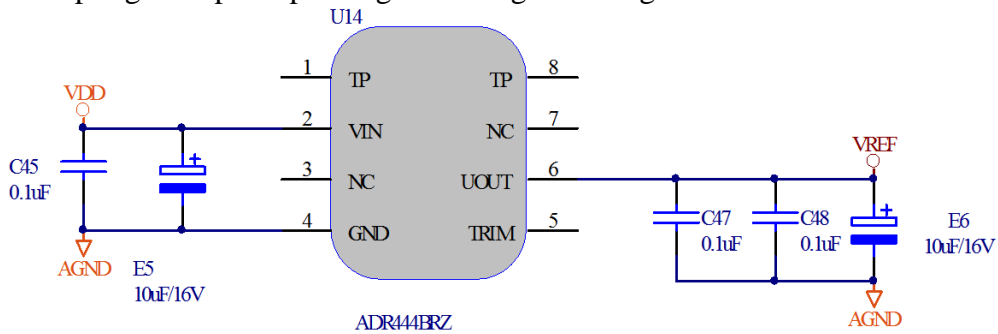 U14
1
TP
TP
8
VDD
2
VIN
NC
7
VREF
C45
0.1uF
3
NC
UOUT
6
C47
0.1uF
C48
0.1uF
E6
10uF/16V
4
GND
TRIM
5
AGND
E5
10uF/16V
AGND
ADR444BRZ